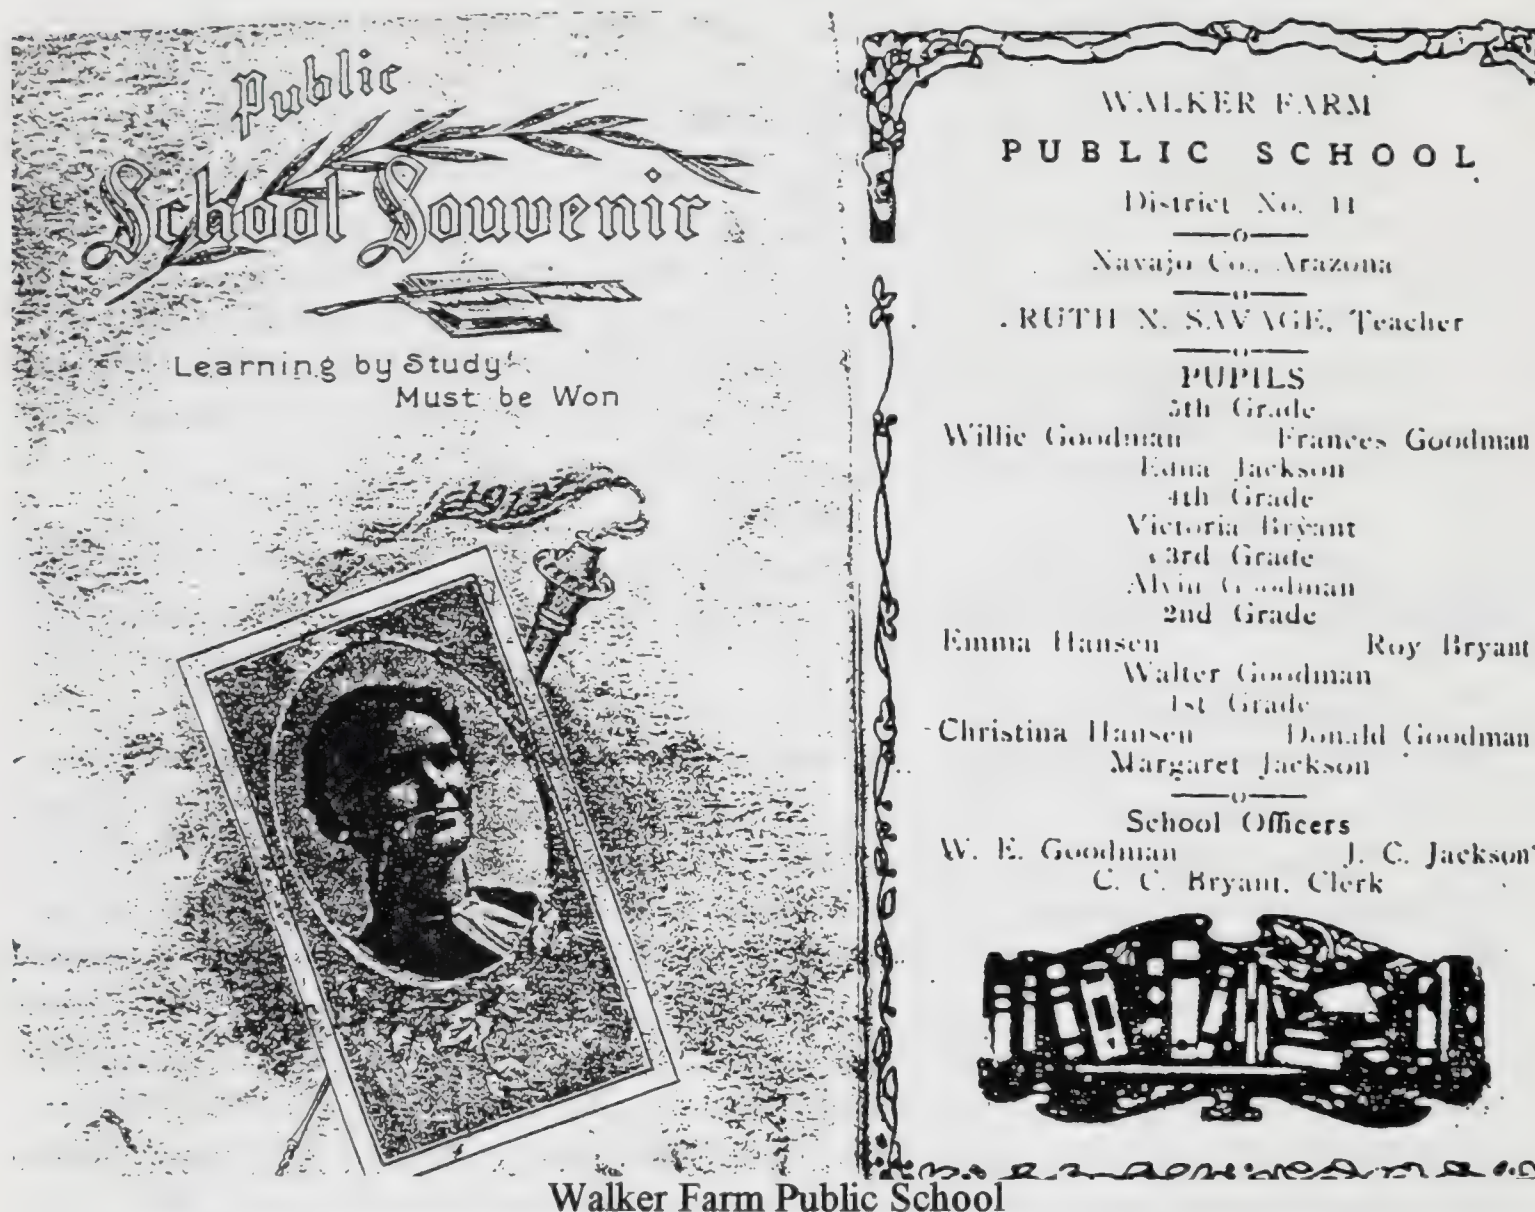 Public
School Souvenir
Learning by Study
Must be Won
WALKER FARM
PUBLIC SCHOOL
District No.
Navajo Co., Arazona
RUTH N. SAVAGE, Teacher
PUPILS
5th Grade
Willie Goodman Frances Goodman
Edna Jackson
4th Grade
Victoria Bryant
3rd Grade
Alvin Goodman
2nd Grade
Emma Hansen Roy Bryant
Walter Goodman
1st Grade
Christina Hansen Donald Goodman
Margaret Jackson
School Officers
W. E. Goodman J. C. Jackson
C. C. Bryant, Clerk
Walker Farm Public School